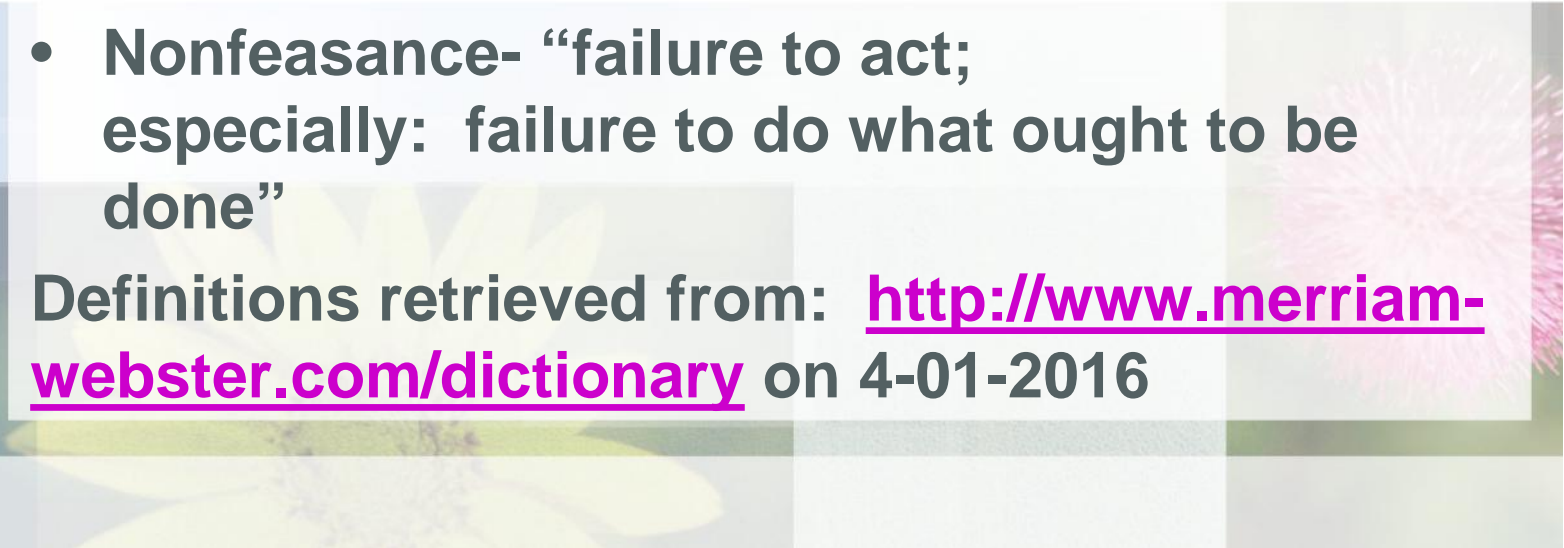 • Nonfeasance- “failure to act;
especially:  failure to do what ought to be
done”
Definitions retrieved from:  http://www.merriam-
webster.com/dictionary on 4-01-2016